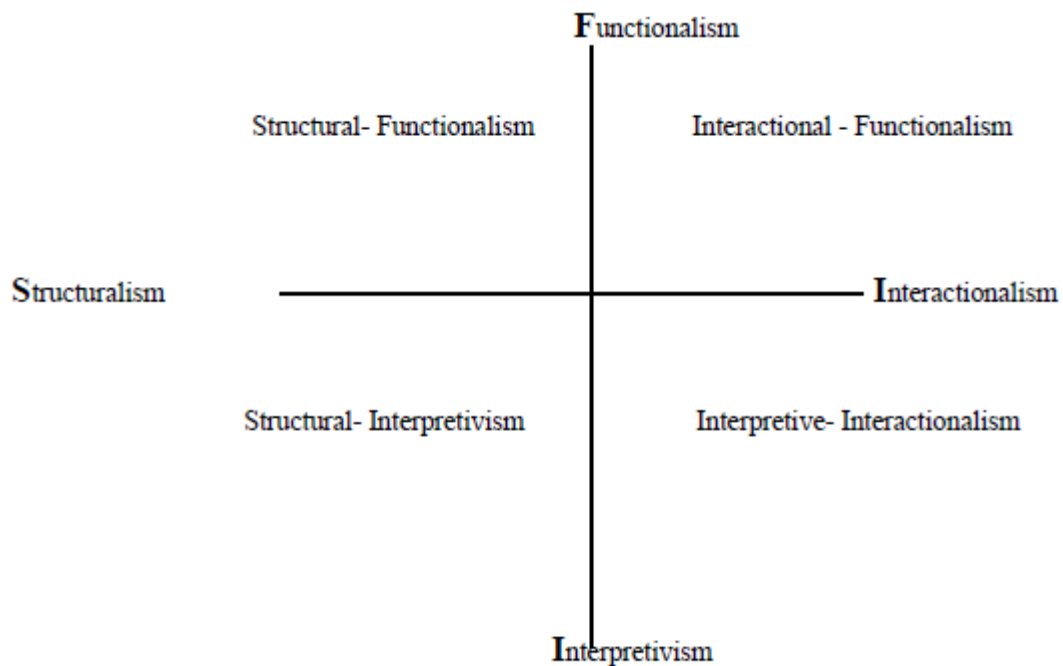 Functionalism
Structural- Functionalism
Interactional - Functionalism
Structuralism
Interactionalism
Structural- Interpretivism
Interpretive- Interactionalism
Interpretivism